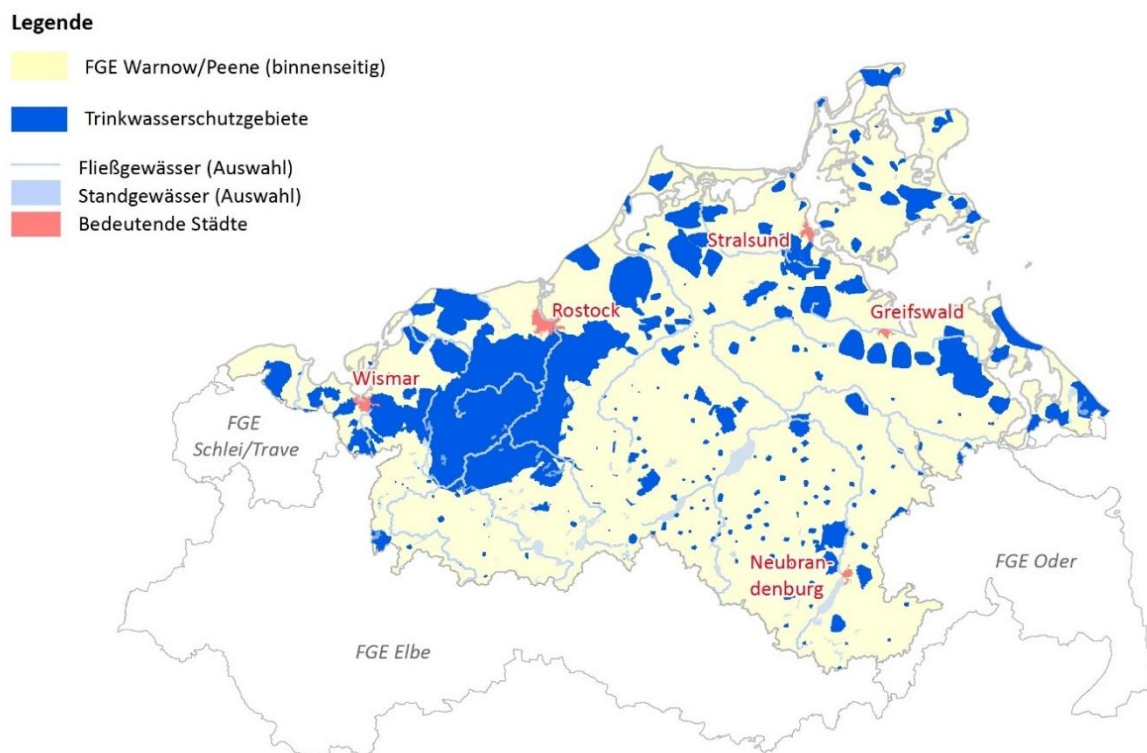 Legende
FGE Warnow/Peene (binnenseitig)
Trinkwasserschutzgebiete
Fließgewässer (Auswahl)
Standgewässer (Auswahl)
Bedeutende Städte
Stralsund
Rostock
Greifswald
Wismar
FGE
Schlei/Trave
Neubran-
denburg
FGE Oder
FGE Elbe